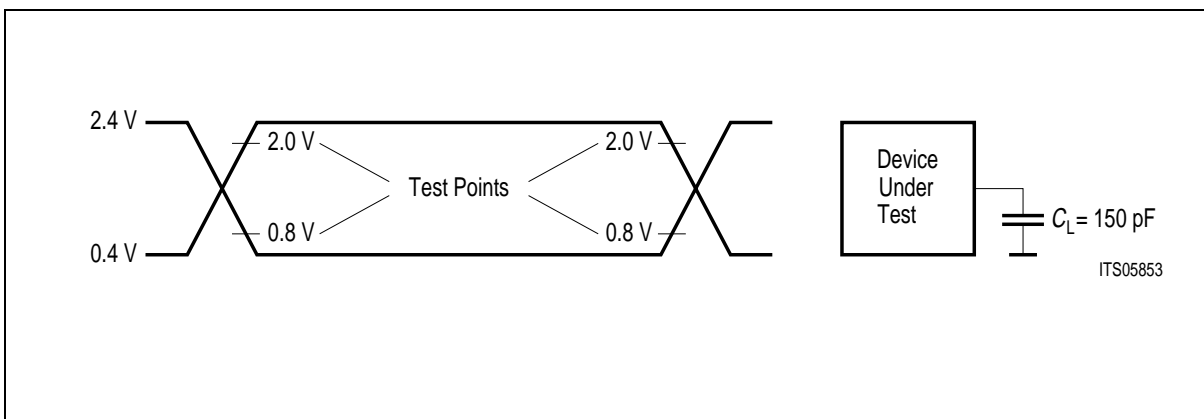 2.4 V
2.0 V
2.0 V
Test Points
0.8 V
0.8 V
0.4 V
Device
Under
Test
CL = 150 pF
ITS05853